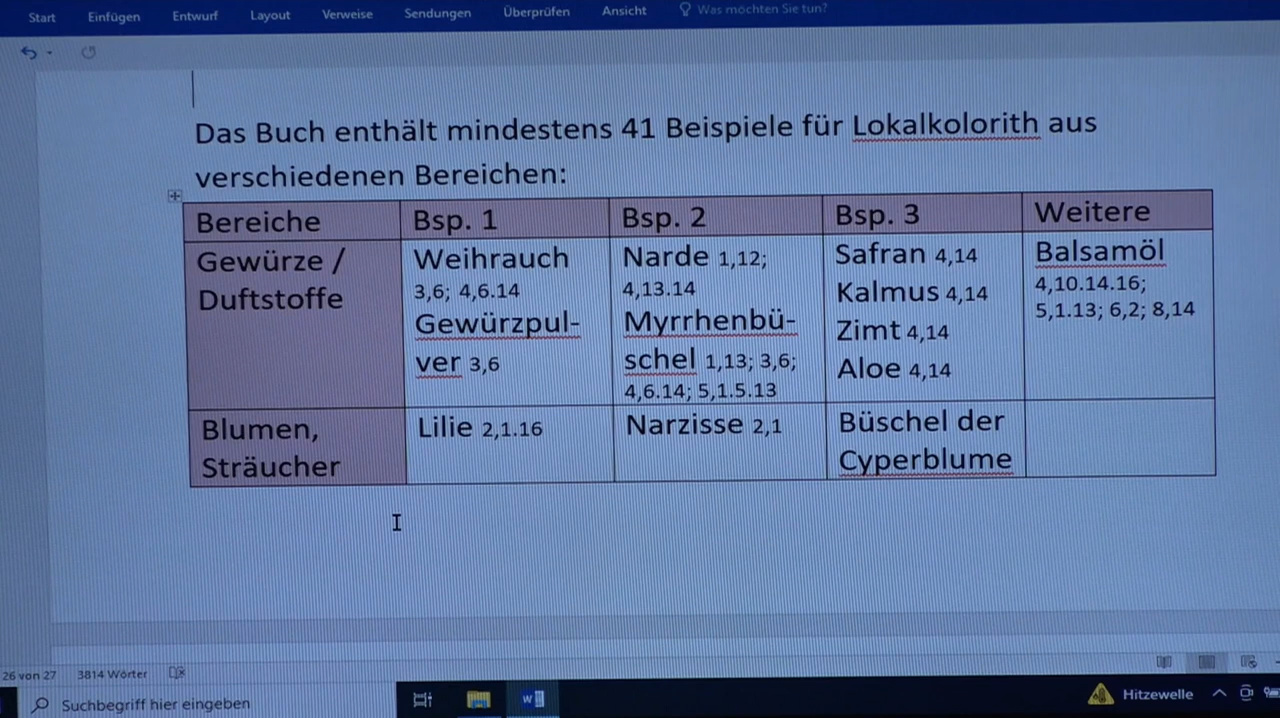 Start Einfügen Entwurf Layout Verweise Sendungen Überprüfen Ansicht Was möchten Sie tun?
Das Buch enthält mindestens 41 Beispiele für Lokalkolorith aus
verschiedenen Bereichen:
Bereiche Bsp. 1 Bsp. 2 Bsp. 3 Weitere
Gewürze /
Duftstoffe
Weihrauch
3,6; 4,6.14
Gewürzpul-
ver 3,6
Narde 1,12;
4,13.14
Myrrhenbü-
schel 1,13; 3,6;
4,6.14; 5,1.5.13
Safran 4,14
Kalmus 4,14
Zimt 4,14
Aloe 4,14
Balsamöl
4,10.14.16;
5,1.13; 6,2; 8,14
Blumen,
Sträucher
Lilie 2,1.16
Narzisse 2,1
Büschel der
Cyperblume
26 von 27 3814 Wörter
Suchbegriff hier eingeben
W
Hitzewelle